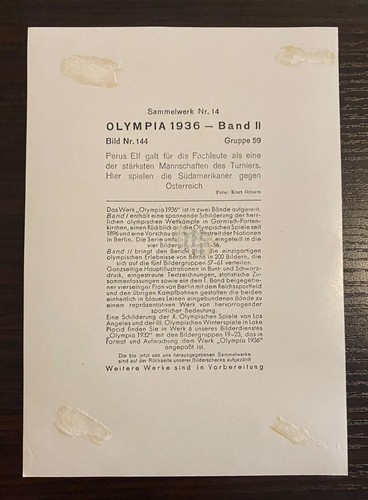 Sammelwerk Nr. 14
OLYMPIA 1936 — Band II
Bild Nr. 144 Gruppe 59
Perus Elf galt für die Fachleute als eine
der stärksten Mannschaften des Turniers.
Hier spielen die Südamerikaner gegen
Österreich
Foto: Kurt
Das Werk „Olympia 1936" ist in zwei Bände aufgeteilt.
Band I enthält eine spannende Schilderung der herr-
lichen olympischen Wettkämpfe in Garmisch-Parten-
kirchen, einen Rückblick die Olympischen Spiele seit
1896 und eine Vorschau streit der Nationen
in Berlin. Die Serie eingeteilt in die
vier Bilder -56.
Band II bringt den einzigartigen
olympischen Erlebnisse von Berlin in 200 Bildern, die
sich auf die fünf Bildergruppen 57—61 verteilen.
Ganzseitige Hauptillustrationen in Bunt- und Schwarz-
druck, eingestreute Textzeichnungen, statistische Zu-
sammenfassungen sowie ein dem I. Band beigegebe-
ner vierseitiger Plan von Berlin mit dem Reichssportfeld
und den übrigen Kampfbahnen gestalten die beiden
einheitlich in blaues Leinen eingebundenen Bände zu
einem repräsentativen Werk von hervorragender
sportlicher Bedeutung.
Eine Schilderung der X. Olympischen Spiele von Los
Angeles und der III. Olympischen Winterspiele in Lake
Placid finden Sie in Werk 6 unseres Bilderdienstes
„Olympia 1932" mit den Bildergruppen 19—22, das in
Format und Aufmachung dem Werk „Olympia 1936"
angepaßt ist.
Die bis jetzt von uns herausgegebenen Sammelwerke
sind auf der Rückseite unserer Bilderschecks aufgezählt
Weitere Werke sind in Vorbereitung